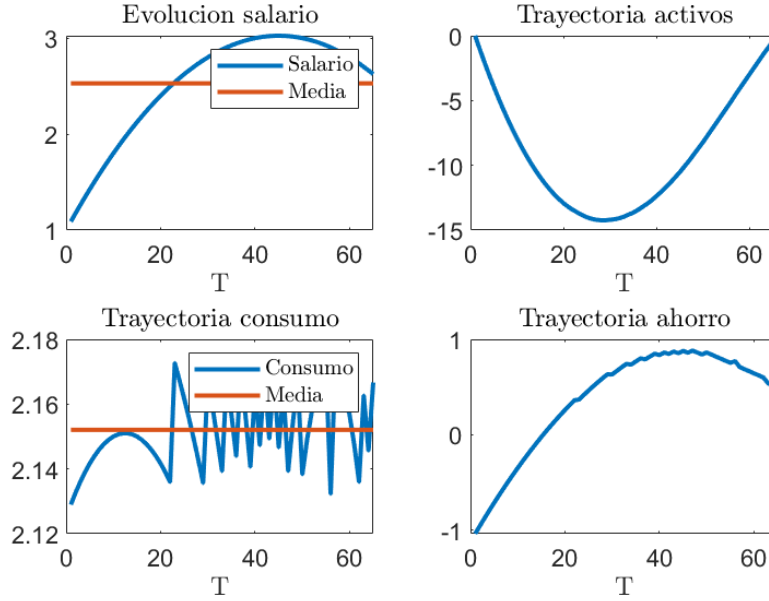 Evolucion salario
3
2
1
0
20
40
60
T
Salario
Media
Trayectoria activos
0
-5
-10
-15
0
20
40
60
T
Trayectoria consumo
2.18
2.16
2.14
2.12
0
20
40
60
T
Consumo
Media
Trayectoria ahorro
1
0
-1
0
20
40
60
T